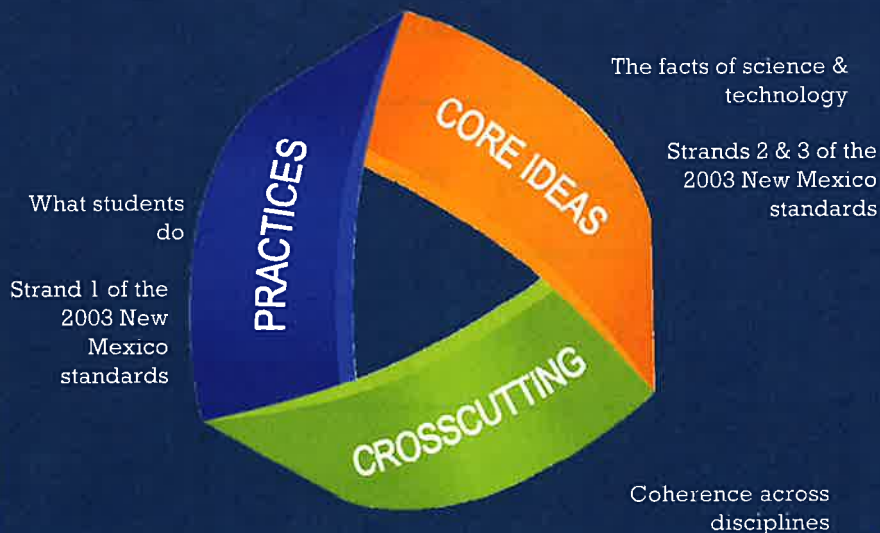 The facts of science &
technology
CORE IDEAS
Strands 2 & 3 of the
2003 New Mexico
standards
PRACTICES
What students
do
Strand 1 of the
2003 New
Mexico
standards
CROSSCUTTING
Coherence across
disciplines